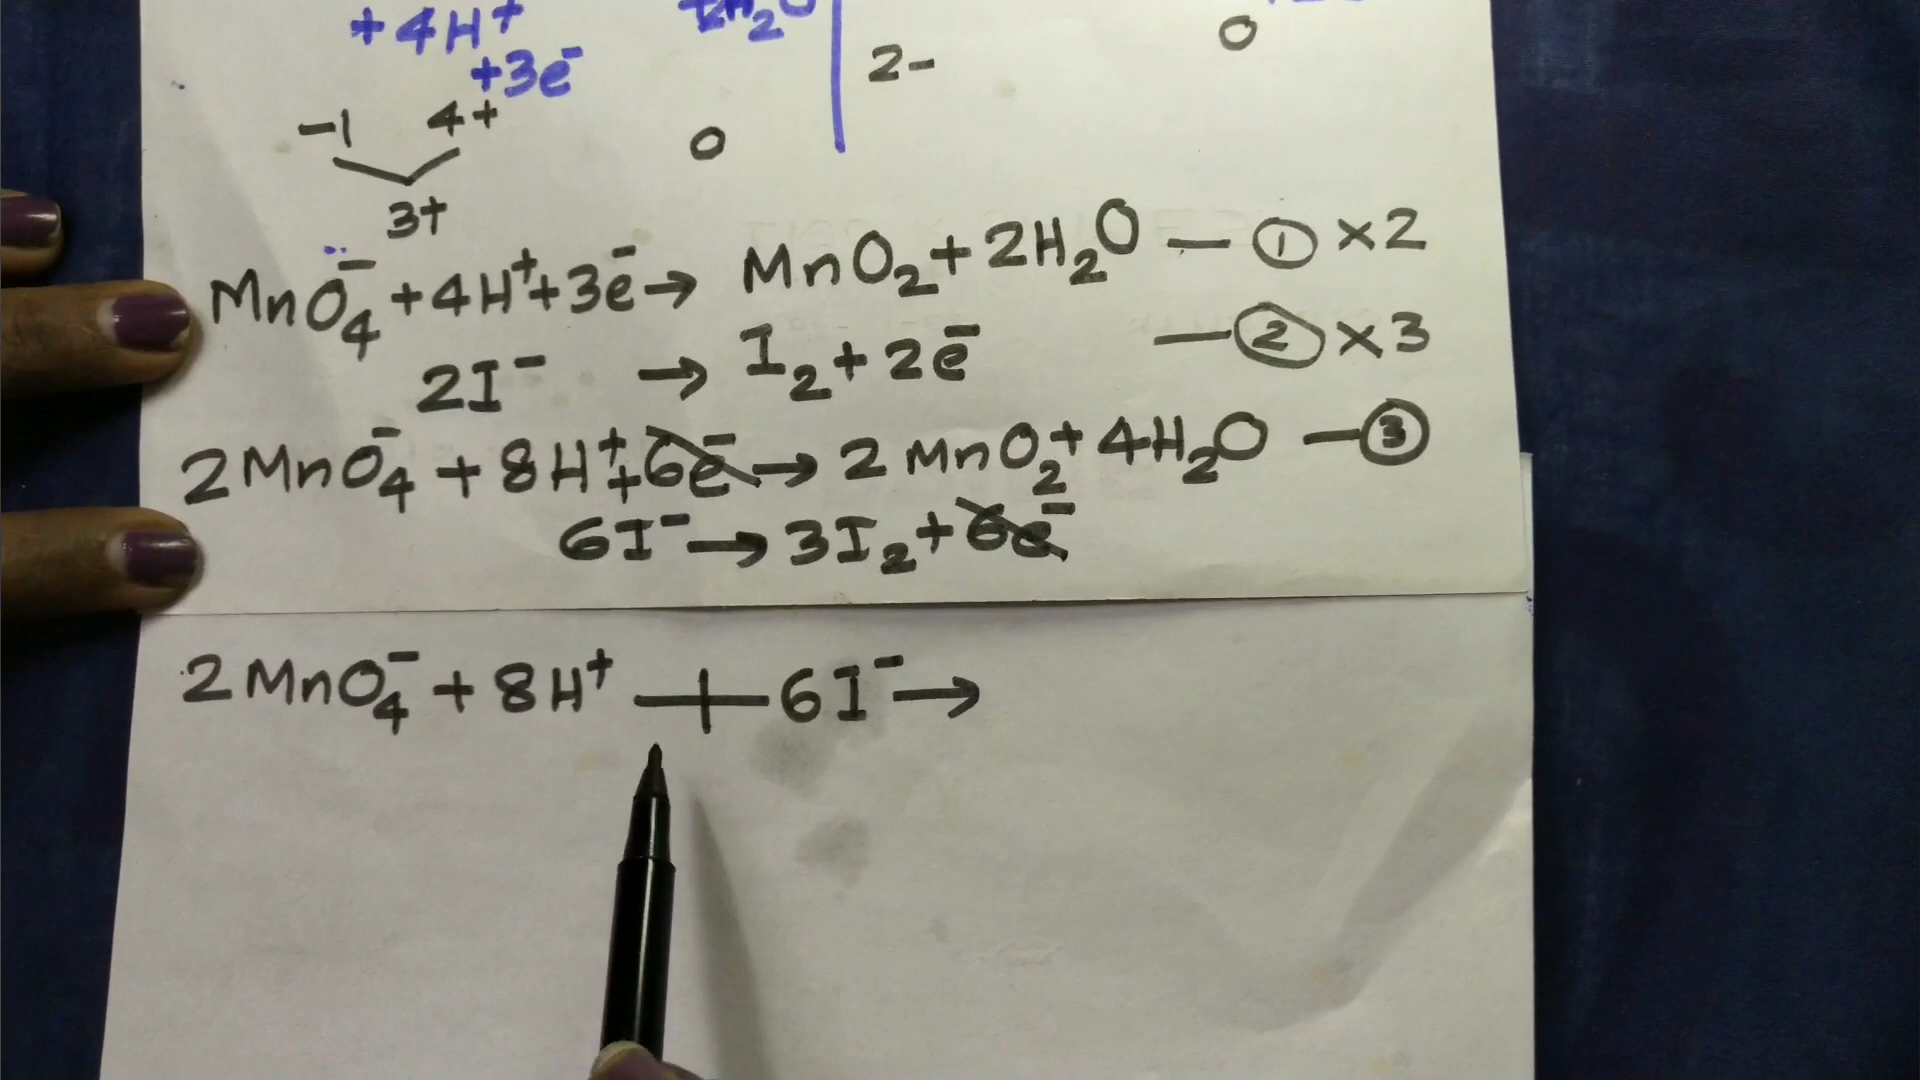 +4H⁺ 2H₂O
+3e⁻ 2- 0
-1 4+ 0
3+
MnO₄⁻ + 4H⁺ + 3e⁻ → MnO₂ + 2H₂O — ① ×2
2I⁻ → I₂ + 2e⁻ — ② ×3
2MnO₄⁻ + 8H⁺ + 6e⁻ → 2MnO₂ + 4H₂O — ③
6I⁻ → 3I₂ + 6e⁻
2MnO₄⁻ + 8H⁺ + 6I⁻ →